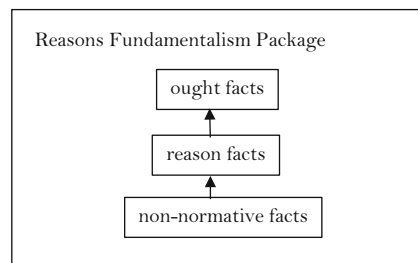 Reasons Fundamentalism Package
ought facts
reason facts
non-normative facts